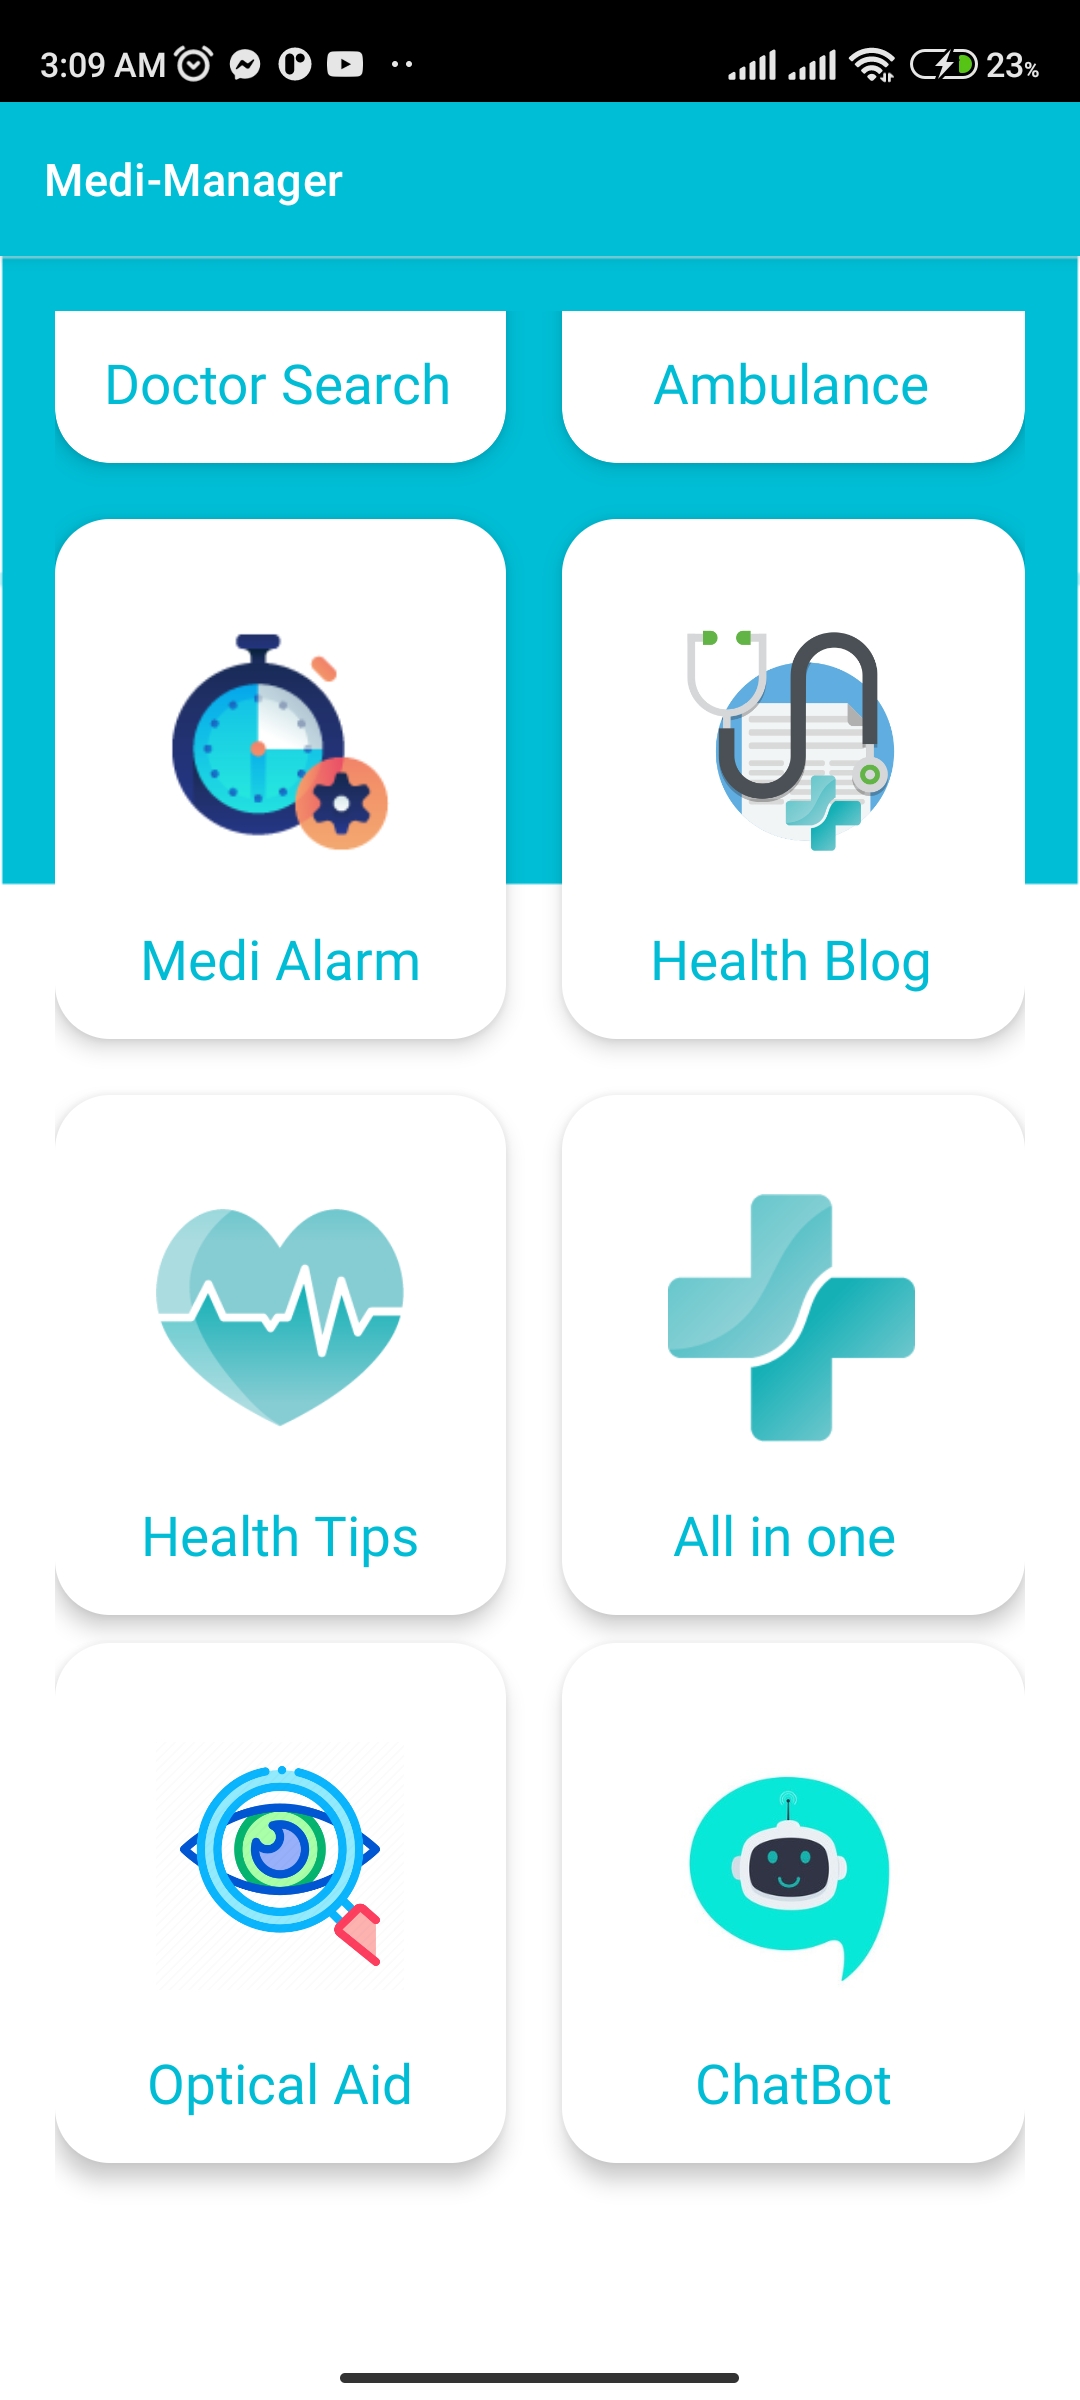 3:09 AM 23%
Medi-Manager
Doctor Search
Ambulance
Medi Alarm
Health Blog
Health Tips
All in one
Optical Aid
ChatBot